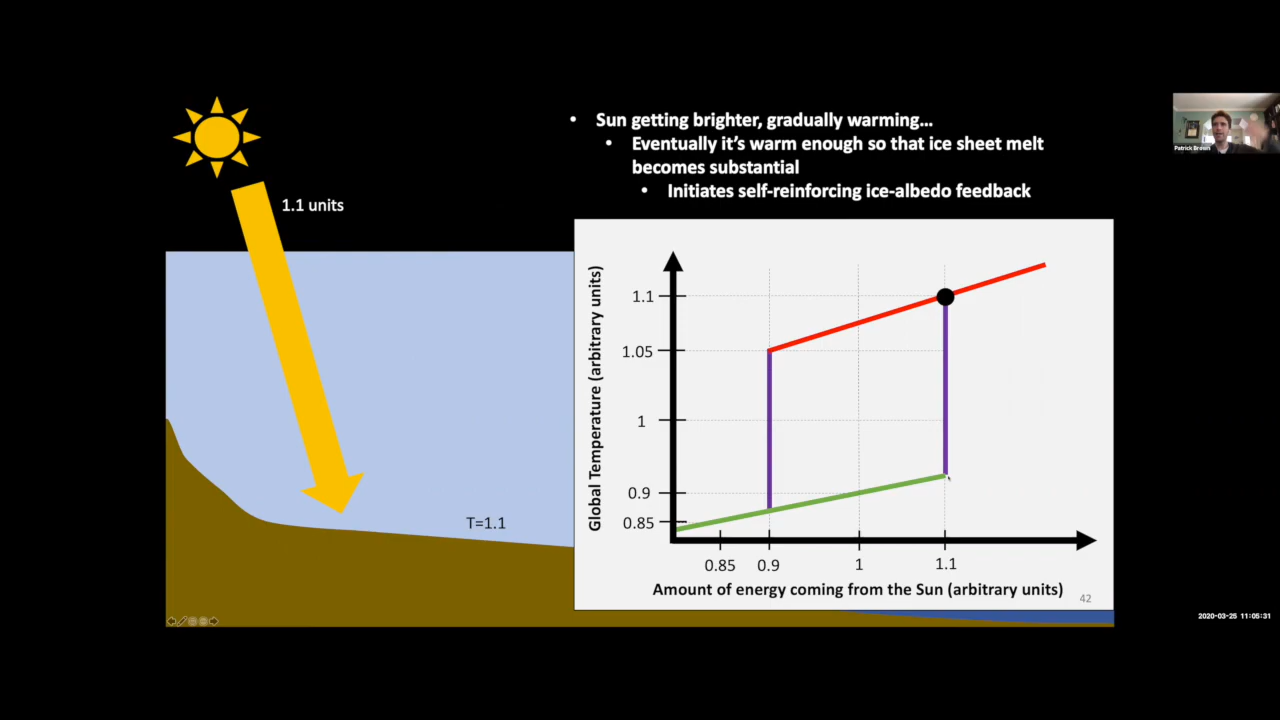 • Sun getting brighter, gradually warming…
• Eventually it’s warm enough so that ice sheet melt
becomes substantial
• Initiates self-reinforcing ice-albedo feedback
Patrick Brown
1.1 units
T=1.1
Global Temperature (arbitrary units)
1.1
1.05
1
0.9
0.85
0.85
0.9
1
1.1
Amount of energy coming from the Sun (arbitrary units)
42
2020-03-25 11:05:31